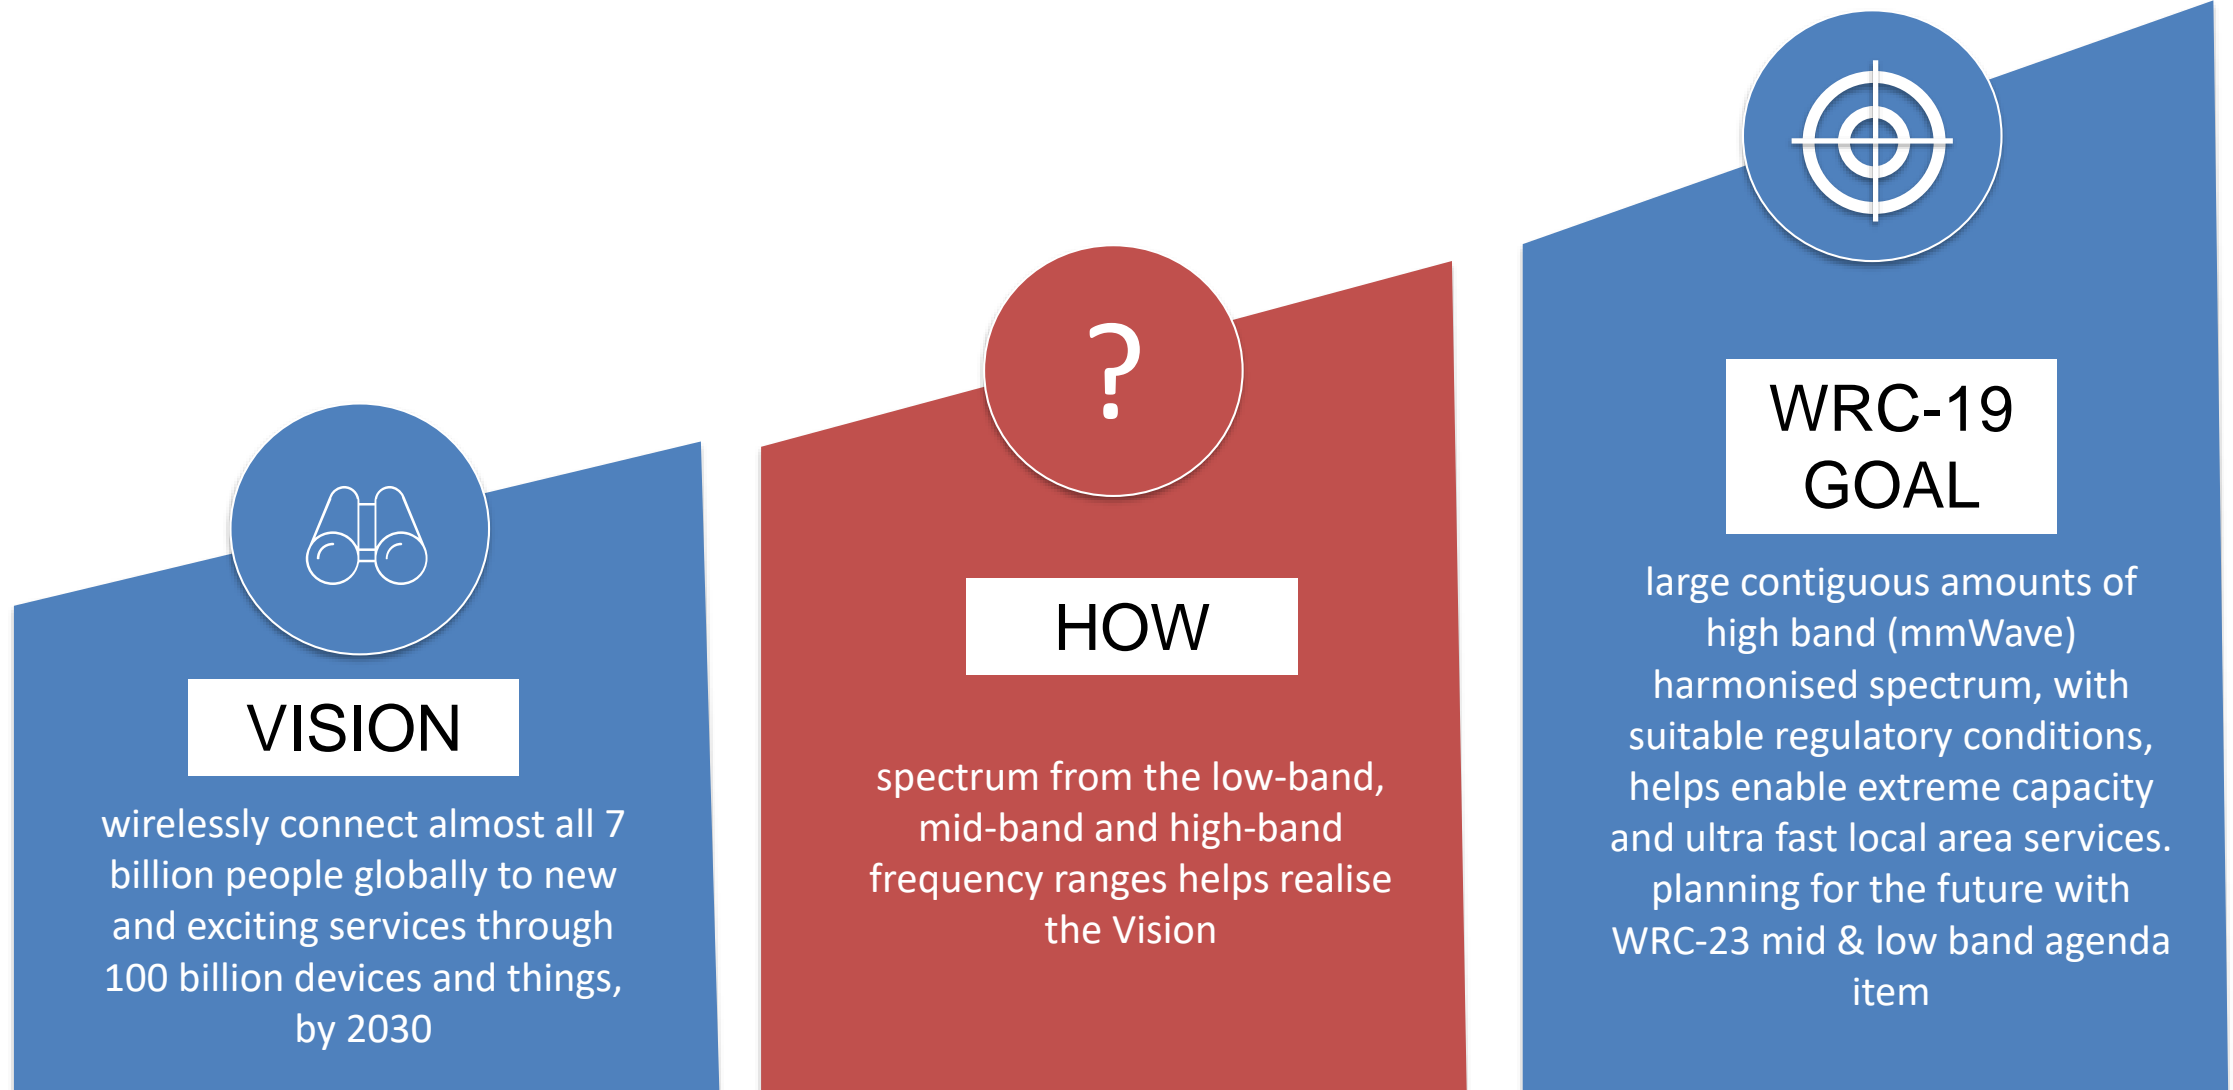 VISION
wirelessly connect almost all 7
billion people globally to new
and exciting services through
100 billion devices and things,
by 2030
?
HOW
spectrum from the low-band,
mid-band and high-band
frequency ranges helps realise
the Vision
WRC-19
GOAL
large contiguous amounts of
high band (mmWave)
harmonised spectrum, with
suitable regulatory conditions,
helps enable extreme capacity
and ultra fast local area services.
planning for the future with
WRC-23 mid & low band agenda
item